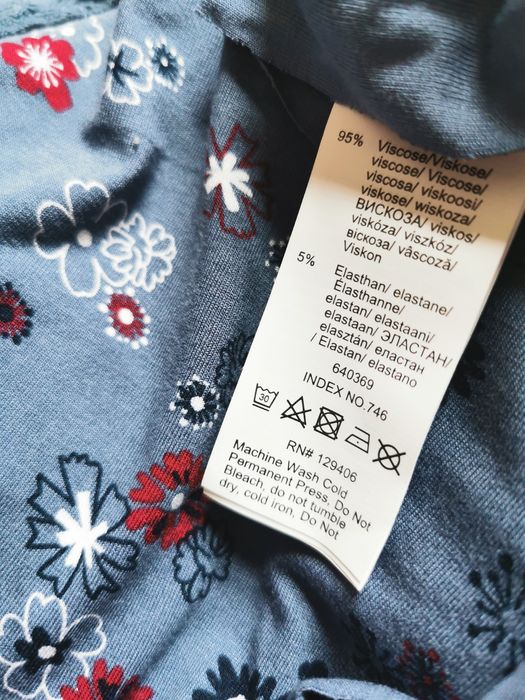 95% Viscose/Viskose/
viscose/ Viscose/
viscosa/ viskoosi/
viskose/ wiskoza/
ВИСКОЗА/ viskos/
viskóza/ viszkóz/
віскоза/ vâscoză/
Viskon
5% Elasthan/ elastane/
Élasthanne/
elastan/ elastaani/
elastaan/ ЭЛАСТАН/
elasztán/ еластан
/ Elastan/ elastano
640369
INDEX NO.746
30
RN# 129406
Machine Wash Cold
Permanent Press, Do Not
Bleach, do not tumble
dry, cold iron, Do Not